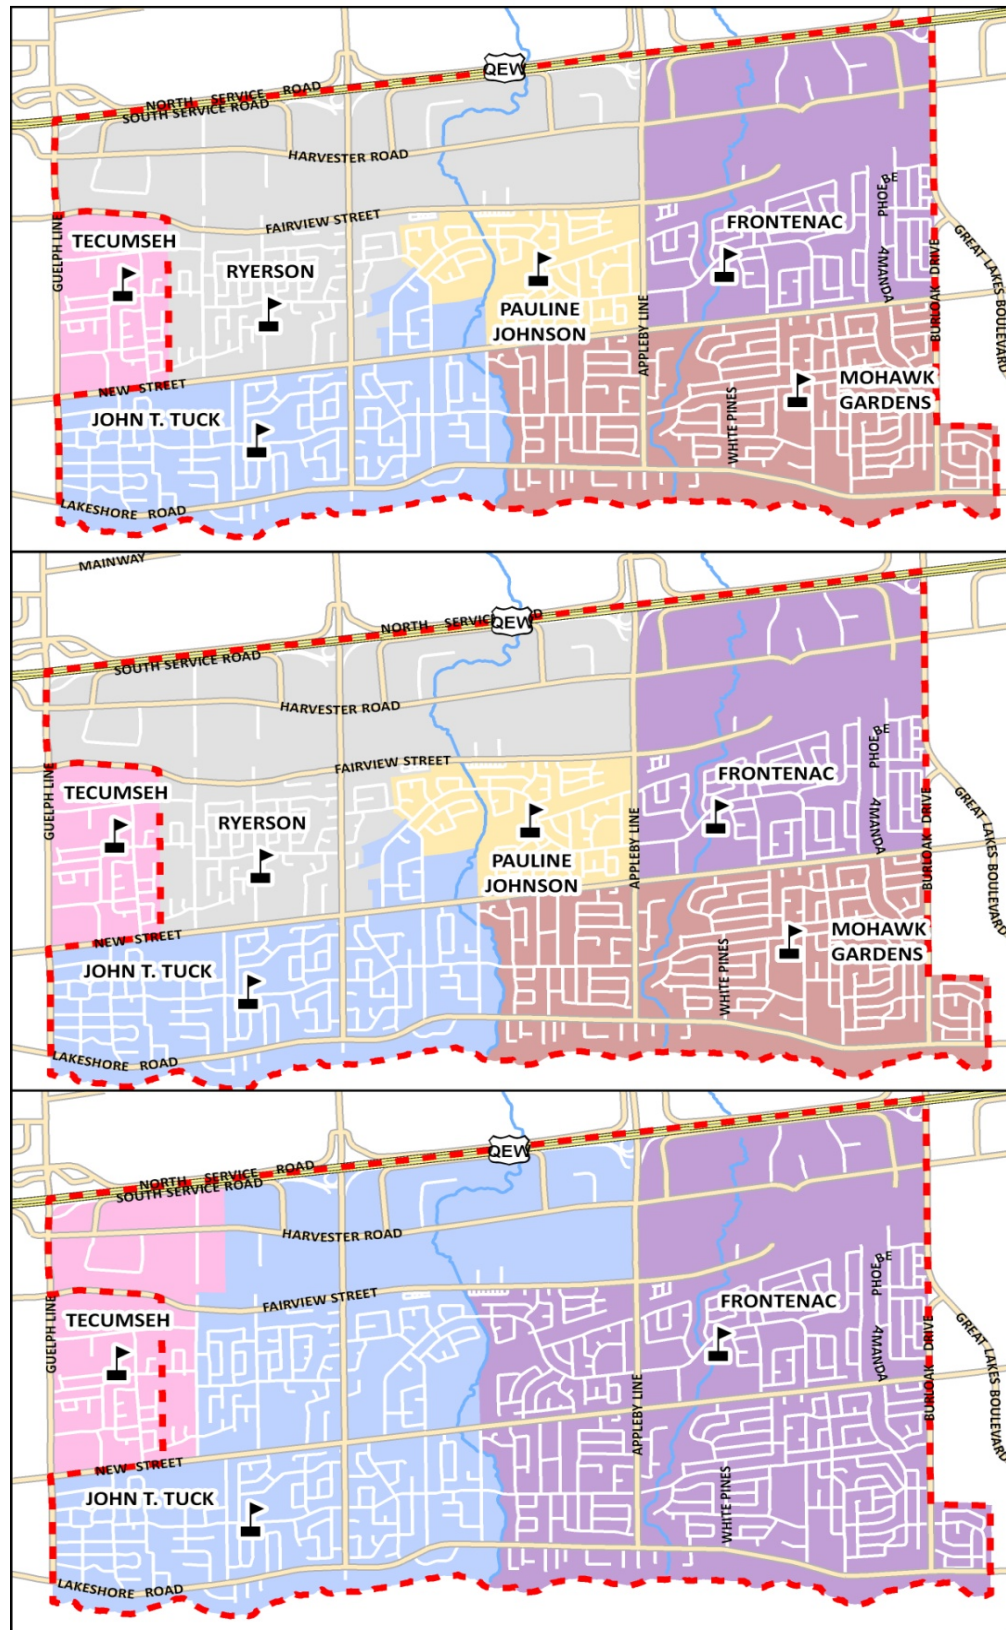 QEW
NORTH SERVICE ROAD
SOUTH SERVICE ROAD
HARVESTER ROAD
FAIRVIEW STREET
GUELPH LINE
TECUMSEH
RYERSON
PAULINE
JOHNSON
FRONTENAC
PHOEBE
AMANDA
BURLOAK DRIVE
GREAT LAKES BOULEVARD
APPLEBY LINE
NEW STREET
JOHN T. TUCK
WHITE PINES
MOHAWK
GARDENS
LAKESHORE ROAD
MAINWAY
QEW
NORTH SERVICE
SOUTH SERVICE ROAD
HARVESTER ROAD
FAIRVIEW STREET
GUELPH LINE
TECUMSEH
RYERSON
PAULINE
JOHNSON
FRONTENAC
PHOEBE
AMANDA
BURLOAK DRIVE
GREAT LAKES BOULEVARD
APPLEBY LINE
NEW STREET
JOHN T. TUCK
WHITE PINES
MOHAWK
GARDENS
LAKESHORE ROAD
QEW
NORTH SERVICE ROAD
SOUTH SERVICE ROAD
HARVESTER ROAD
FAIRVIEW STREET
GUELPH LINE
TECUMSEH
FRONTENAC
PHOEBE
AMANDA
BURLOAK DRIVE
GREAT LAKES BOULEVARD
APPLEBY LINE
NEW STREET
JOHN T. TUCK
WHITE PINES
LAKESHORE ROAD